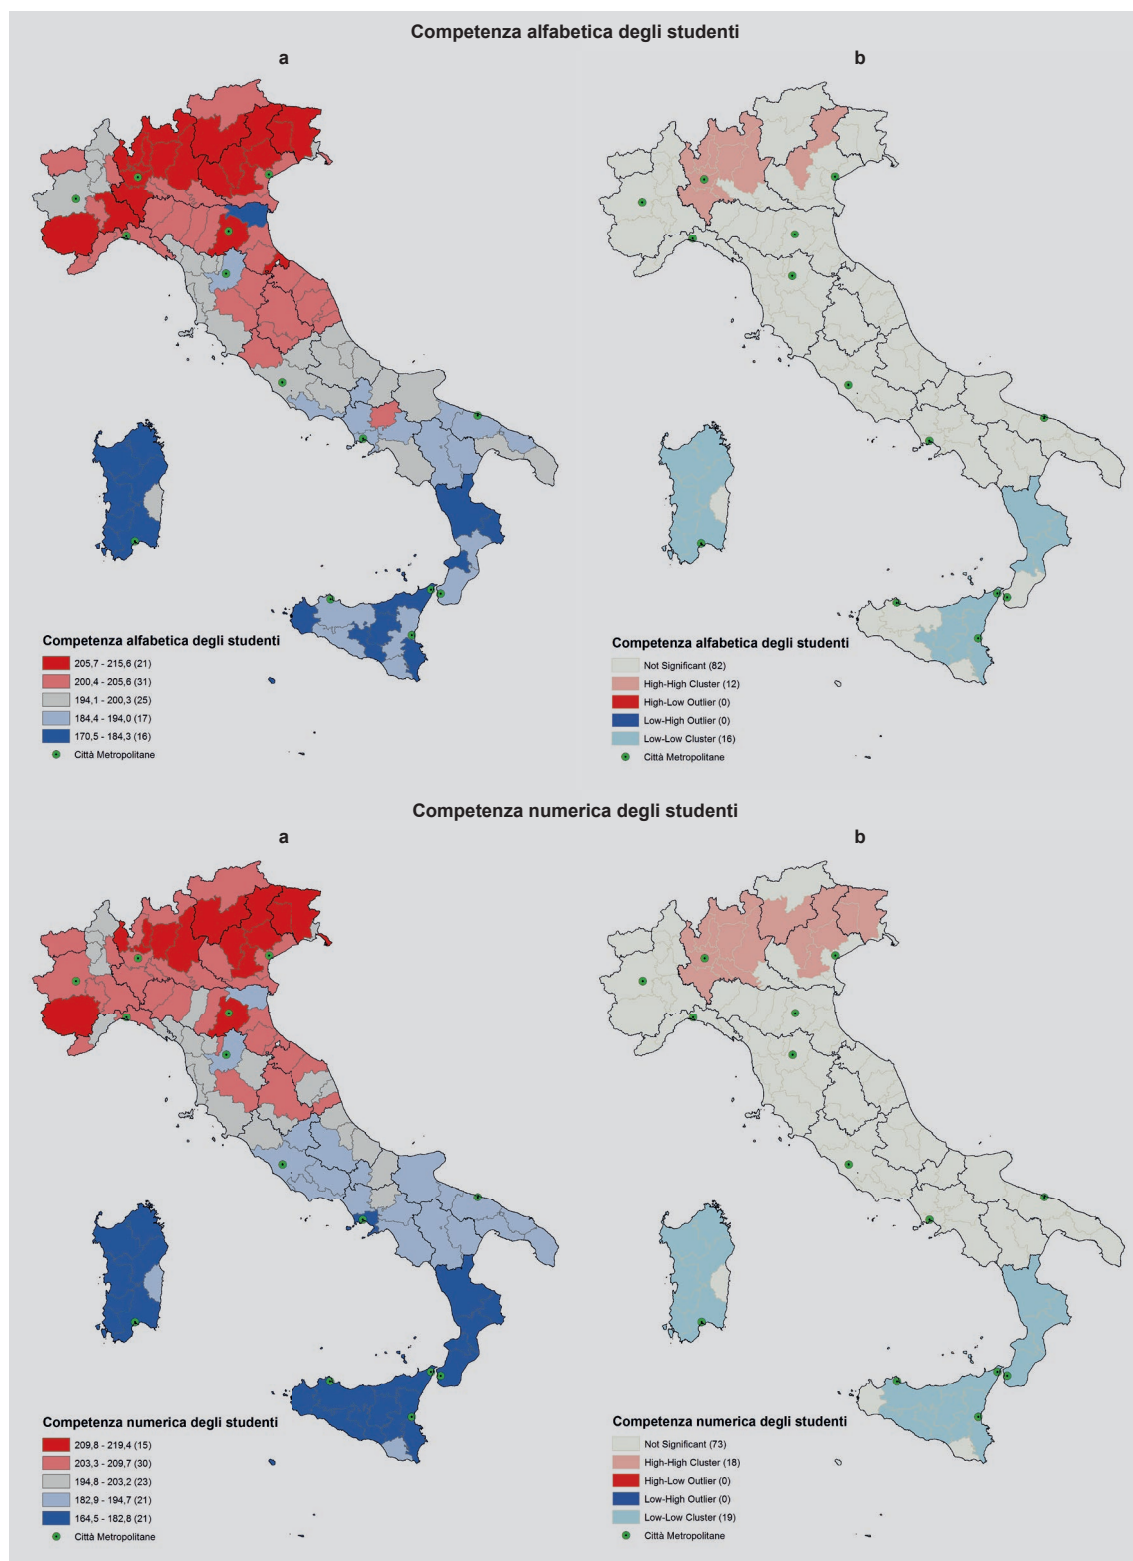 Competenza alfabetica degli studenti
a
b
Competenza alfabetica degli studenti
205,7 - 215,6 (21)
200,4 - 205,6 (31)
194,1 - 200,3 (25)
184,4 - 194,0 (17)
170,5 - 184,3 (16)
Città Metropolitane
Competenza alfabetica degli studenti
Not Significant (82)
High-High Cluster (12)
High-Low Outlier (0)
Low-High Outlier (0)
Low-Low Cluster (16)
Città Metropolitane
Competenza numerica degli studenti
a
b
Competenza numerica degli studenti
209,8 - 219,4 (15)
203,3 - 209,7 (30)
194,8 - 203,2 (23)
182,9 - 194,7 (21)
164,5 - 182,8 (21)
Città Metropolitane
Competenza numerica degli studenti
Not Significant (73)
High-High Cluster (18)
High-Low Outlier (0)
Low-High Outlier (0)
Low-Low Cluster (19)
Città Metropolitane